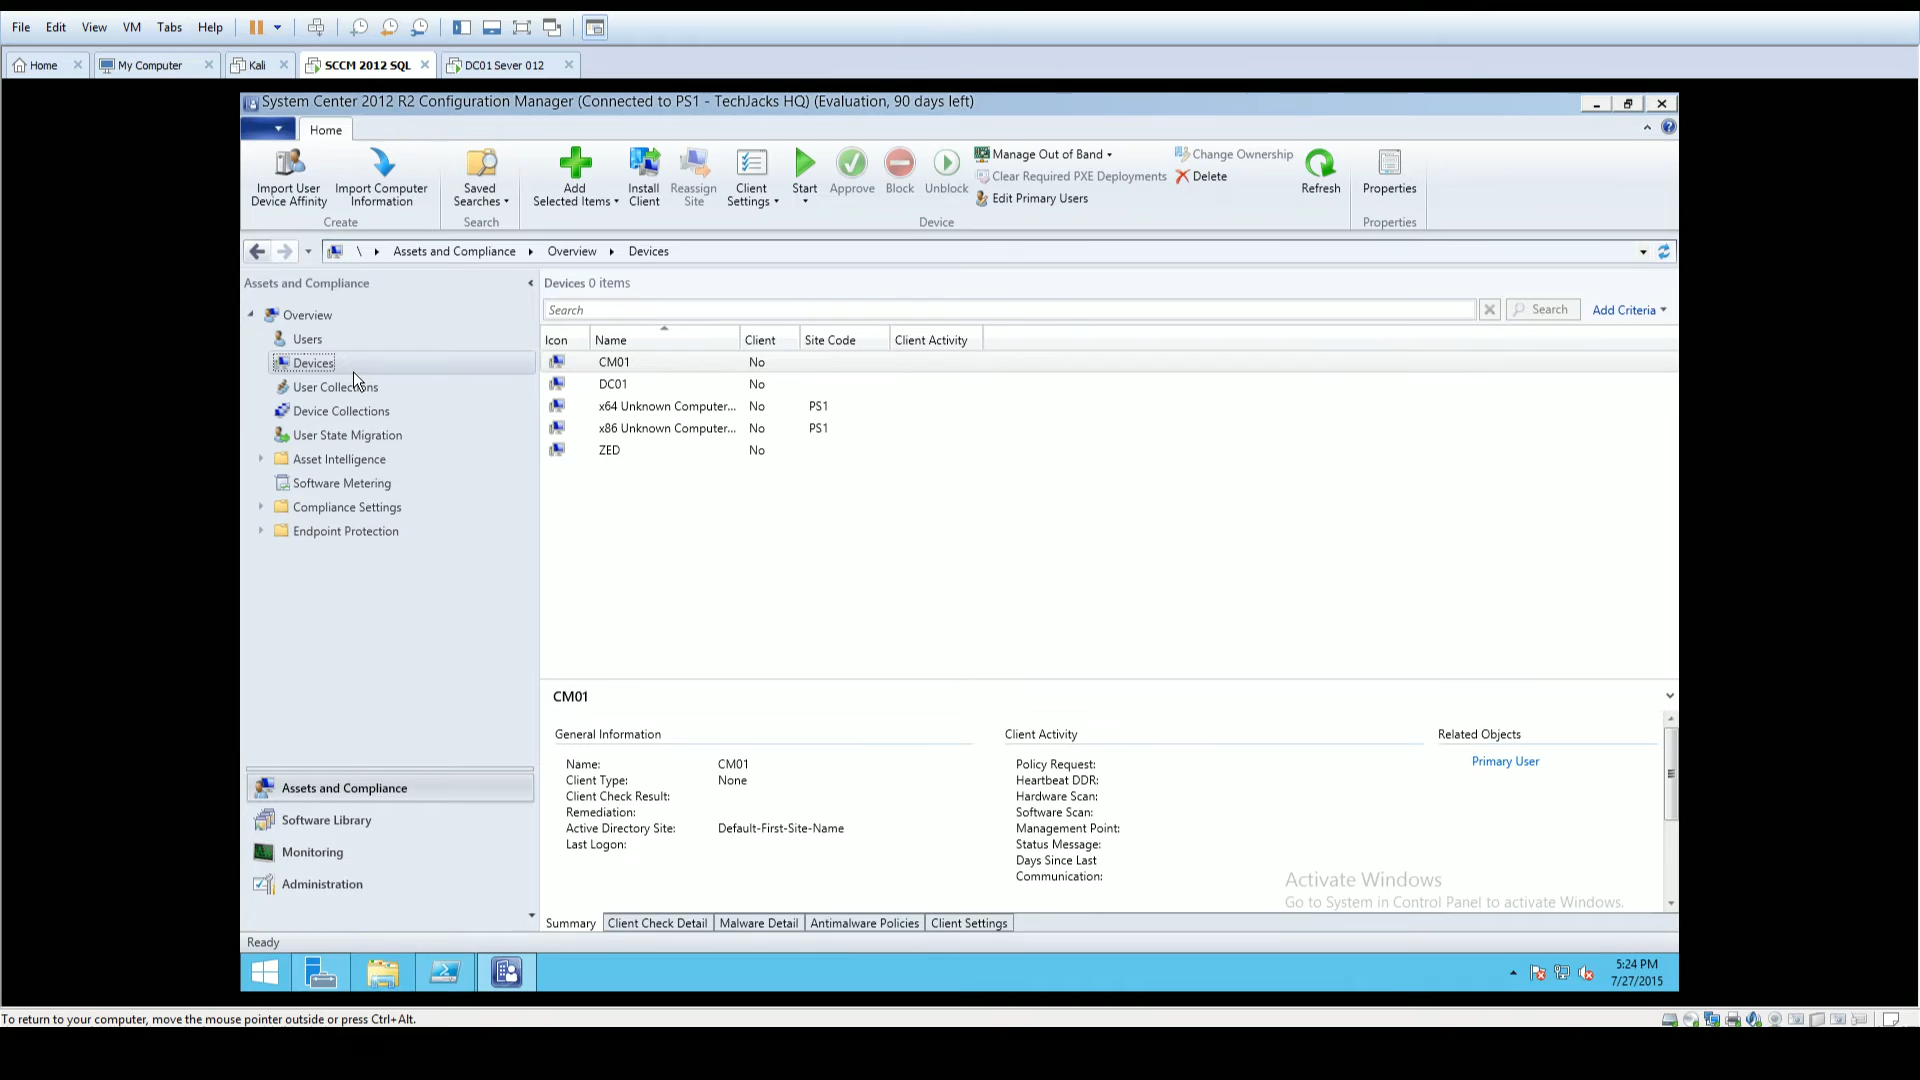 File Edit View VM Tabs Help
Home My Computer Kali SCCM 2012 SQL DC01 Sever 012
System Center 2012 R2 Configuration Manager (Connected to PS1 - TechJacks HQ) (Evaluation, 90 days left)
Home
Import User Device Affinity
Import Computer Information
Create
Saved Searches
Search
Add Selected Items
Install Client
Reassign Site
Client Settings
Start
Approve
Block
Unblock
Manage Out of Band
Clear Required PXE Deployments
Edit Primary Users
Change Ownership
Delete
Refresh
Device
Properties
Properties
\ Assets and Compliance Overview Devices
Assets and Compliance
Overview
Users
Devices
User Collections
Device Collections
User State Migration
Asset Intelligence
Software Metering
Compliance Settings
Endpoint Protection
Assets and Compliance
Software Library
Monitoring
Administration
Devices 0 items
Search Search Add Criteria
Icon Name Client Site Code Client Activity
CM01 No
DC01 No
x64 Unknown Computer... No PS1
x86 Unknown Computer... No PS1
ZED No
CM01
General Information
Name: CM01
Client Type: None
Client Check Result:
Remediation:
Active Directory Site: Default-First-Site-Name
Last Logon:
Client Activity
Policy Request:
Heartbeat DDR:
Hardware Scan:
Software Scan:
Management Point:
Status Message:
Days Since Last
Communication:
Related Objects
Primary User
Activate Windows
Go to System in Control Panel to activate Windows.
Summary Client Check Detail Malware Detail Antimalware Policies Client Settings
Ready
5:24 PM
7/27/2015
To return to your computer, move the mouse pointer outside or press Ctrl+Alt.